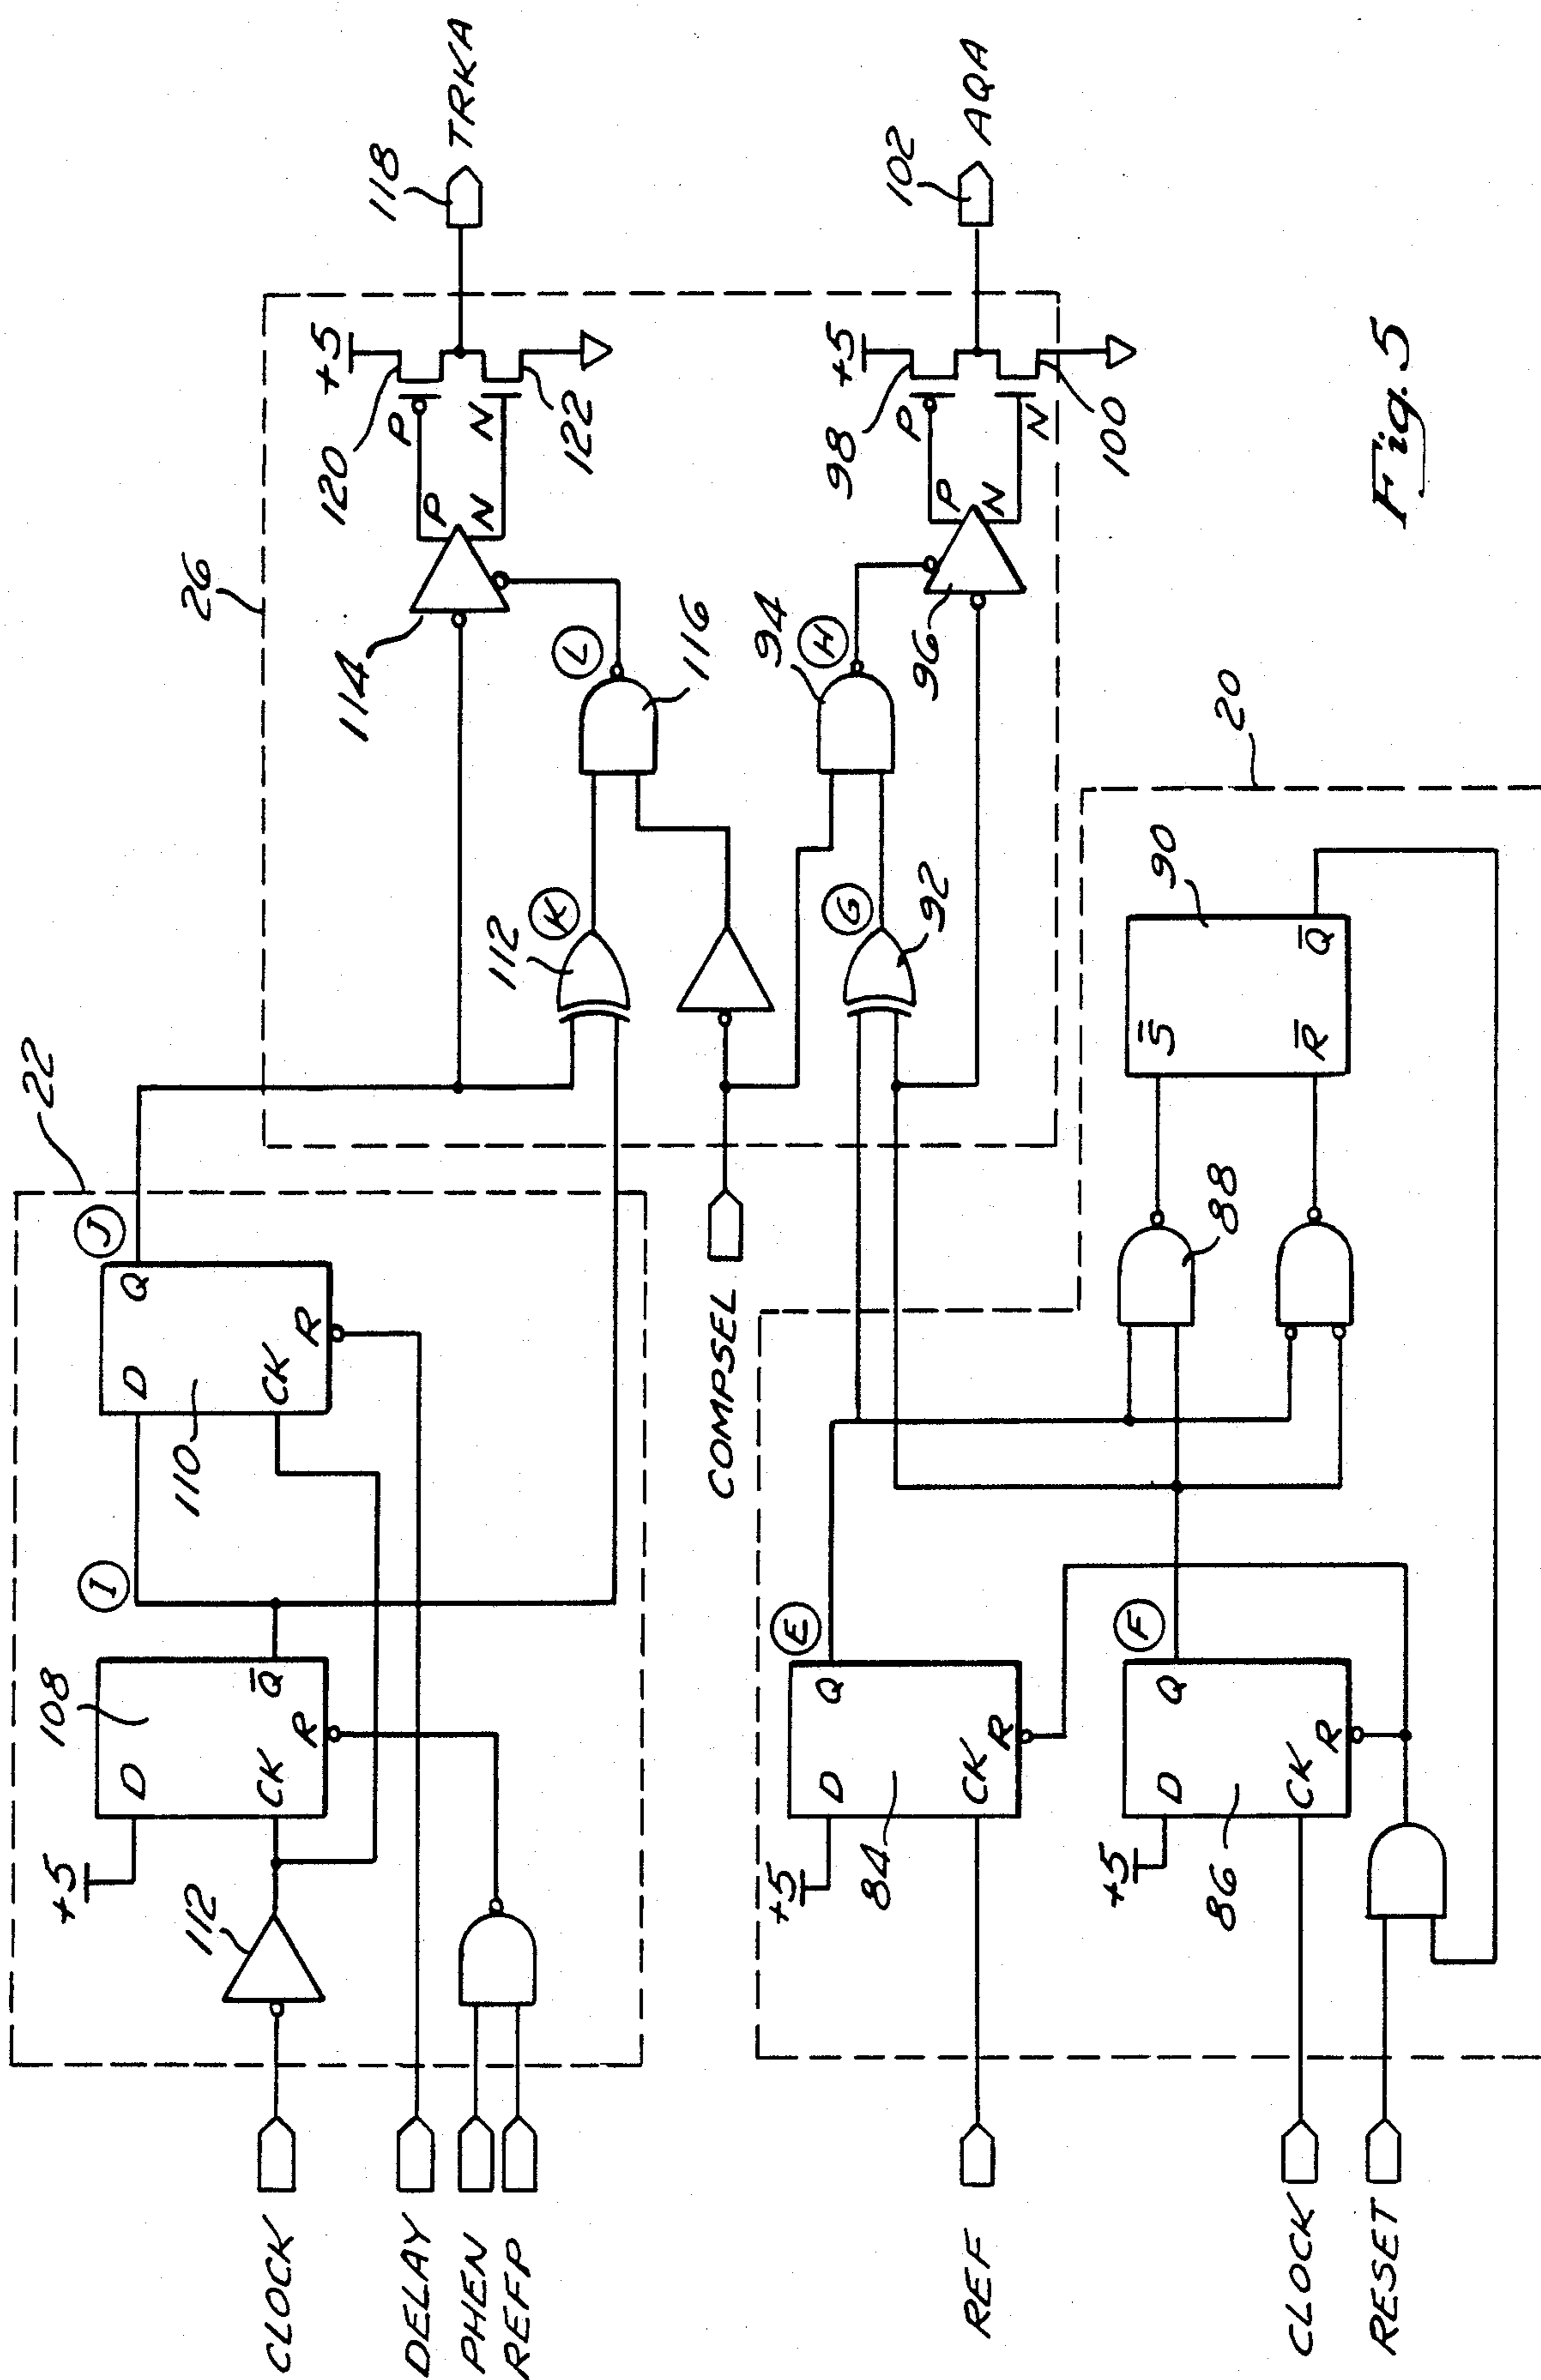 22
I
J
108
D
Q̅
CK
R
+5
112
110
D
Q
CK
R
CLOCK
DELAY
PHEN
REFP
26
114
P
N
120
+5
P
N
122
118
TRKA
L
116
112
K
COMPSEL
94
H
G
92
96
P
N
98
+5
P
N
100
102
AQA
20
E
D
Q
CK
R
+5
84
F
D
Q
CK
R
+5
86
88
S̅
R̅
Q̅
90
REF
CLOCK
RESET
Fig. 5